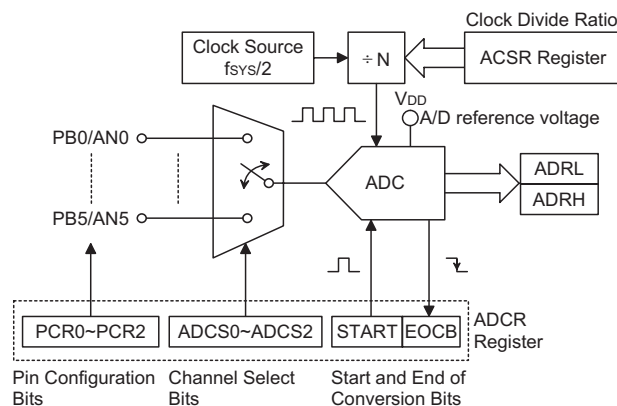 Clock Divide Ratio
Clock Source
fSYS/2
÷ N
ACSR Register
VDD
A/D reference voltage
PB0/AN0
ADC
ADRL
ADRH
PB5/AN5
PCR0~PCR2
ADCS0~ADCS2
START
EOCB
ADCR
Register
Pin Configuration
Bits
Channel Select
Bits
Start and End of
Conversion Bits